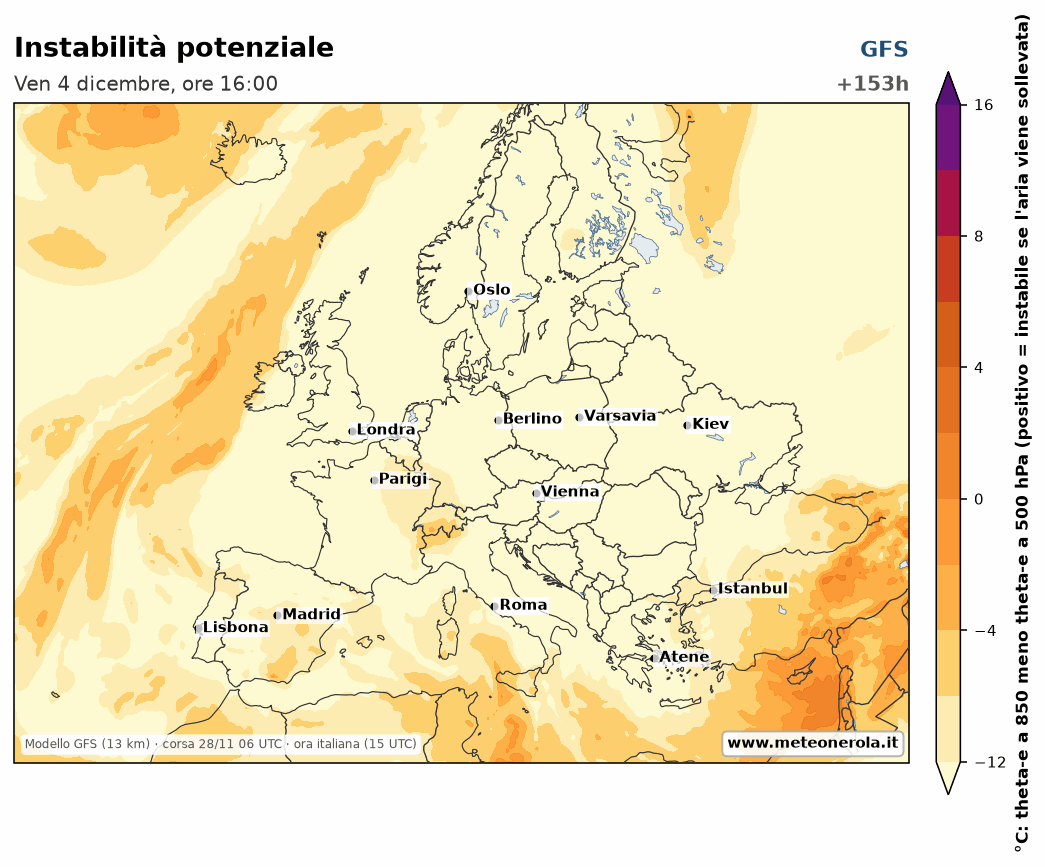 Instabilità potenziale
GFS
Ven 4 dicembre, ore 16:00
+153h
Oslo
Berlino
Varsavia
Kiev
Londra
Parigi
Vienna
Istanbul
Roma
Madrid
Lisbona
Atene
Modello GFS (13 km) · corsa 28/11 06 UTC · ora italiana (15 UTC)
www.meteonerola.it
16
8
4
0
−4
−12
°C: theta-e a 850 meno theta-e a 500 hPa (positivo = instabile se l'aria viene sollevata)